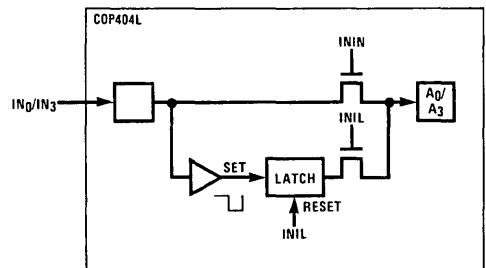 COP404L
ININ
IN0/IN3
A0/
A3
INIL
SET
LATCH
RESET
INIL